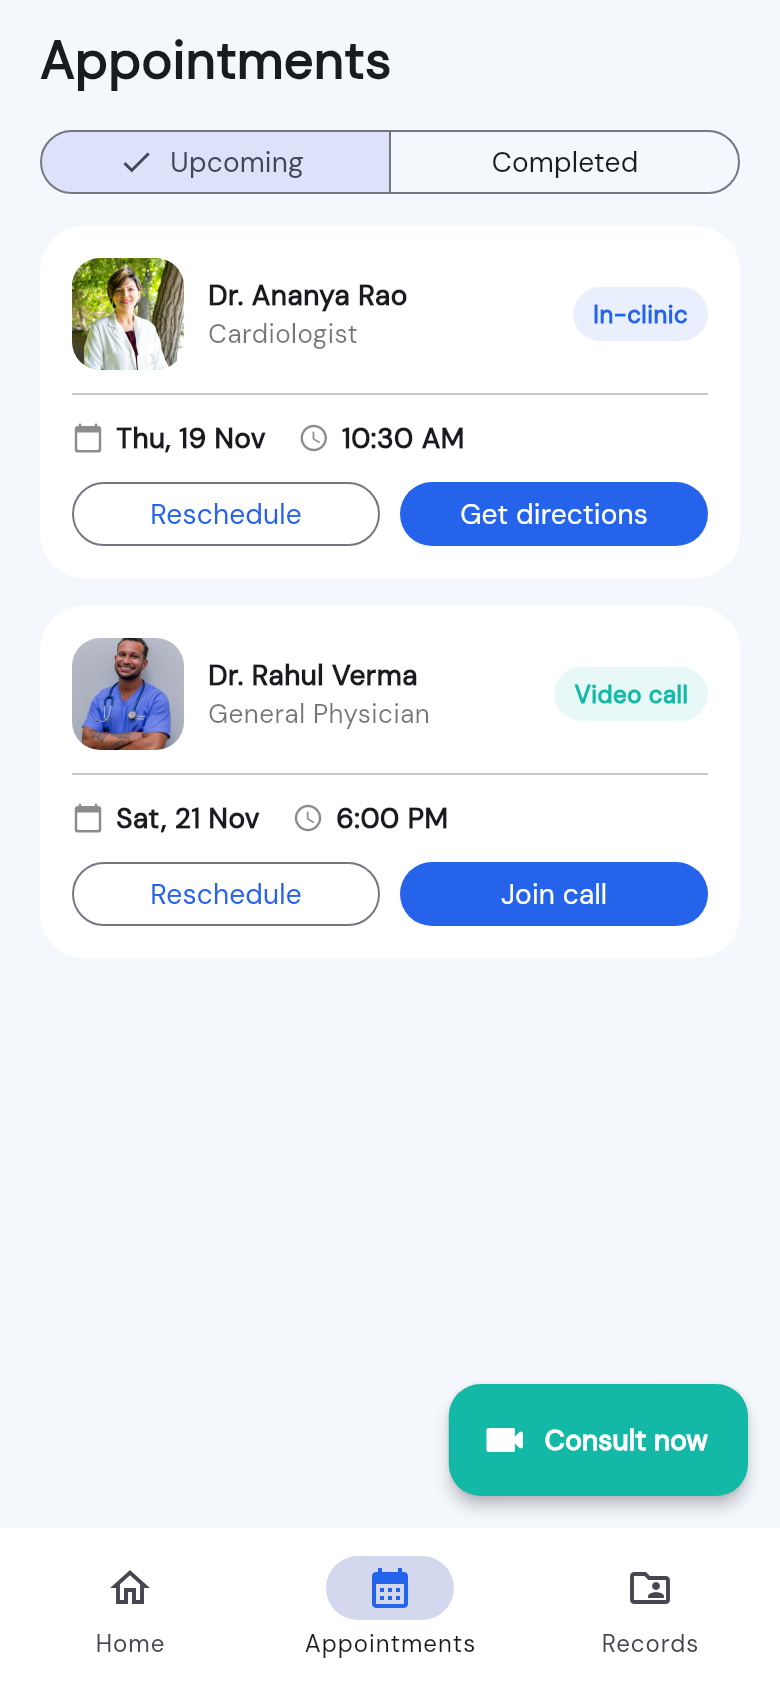 Appointments
Upcoming
Completed
Dr. Ananya Rao
Cardiologist
In-clinic
Thu, 19 Nov
10:30 AM
Reschedule
Get directions
Dr. Rahul Verma
General Physician
Video call
Sat, 21 Nov
6:00 PM
Reschedule
Join call
Consult now
Home
Appointments
Records